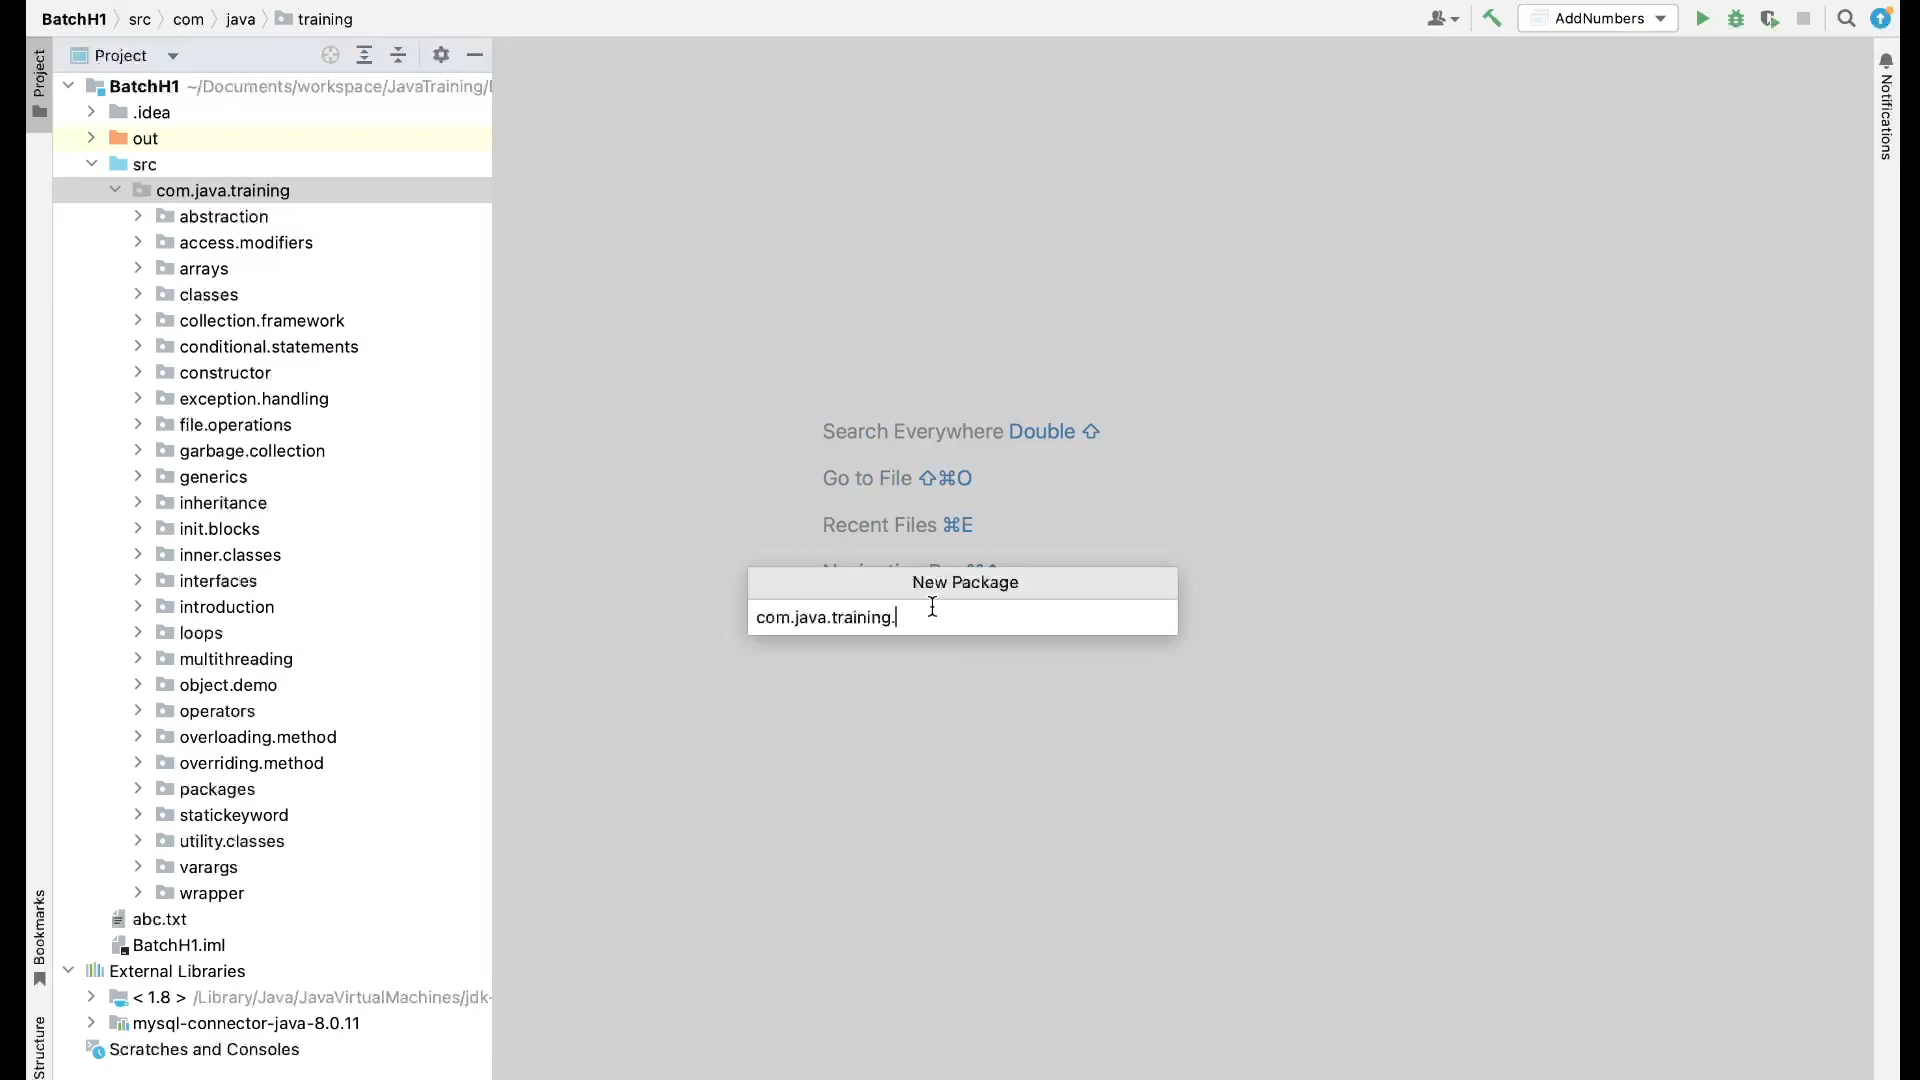 BatchH1 src com java training
AddNumbers
Project
Project
BatchH1 ~/Documents/workspace/JavaTraining/
.idea
out
src
com.java.training
abstraction
access.modifiers
arrays
classes
collection.framework
conditional.statements
constructor
exception.handling
file.operations
garbage.collection
generics
inheritance
init.blocks
inner.classes
interfaces
introduction
loops
multithreading
object.demo
operators
overloading.method
overriding.method
packages
statickeyword
utility.classes
varargs
wrapper
abc.txt
BatchH1.iml
External Libraries
< 1.8 > /Library/Java/JavaVirtualMachines/jdk-
mysql-connector-java-8.0.11
Scratches and Consoles
Bookmarks
Structure
Search Everywhere Double ⇧
Go to File ⇧⌘O
Recent Files ⌘E
New Package
com.java.training.
Notifications